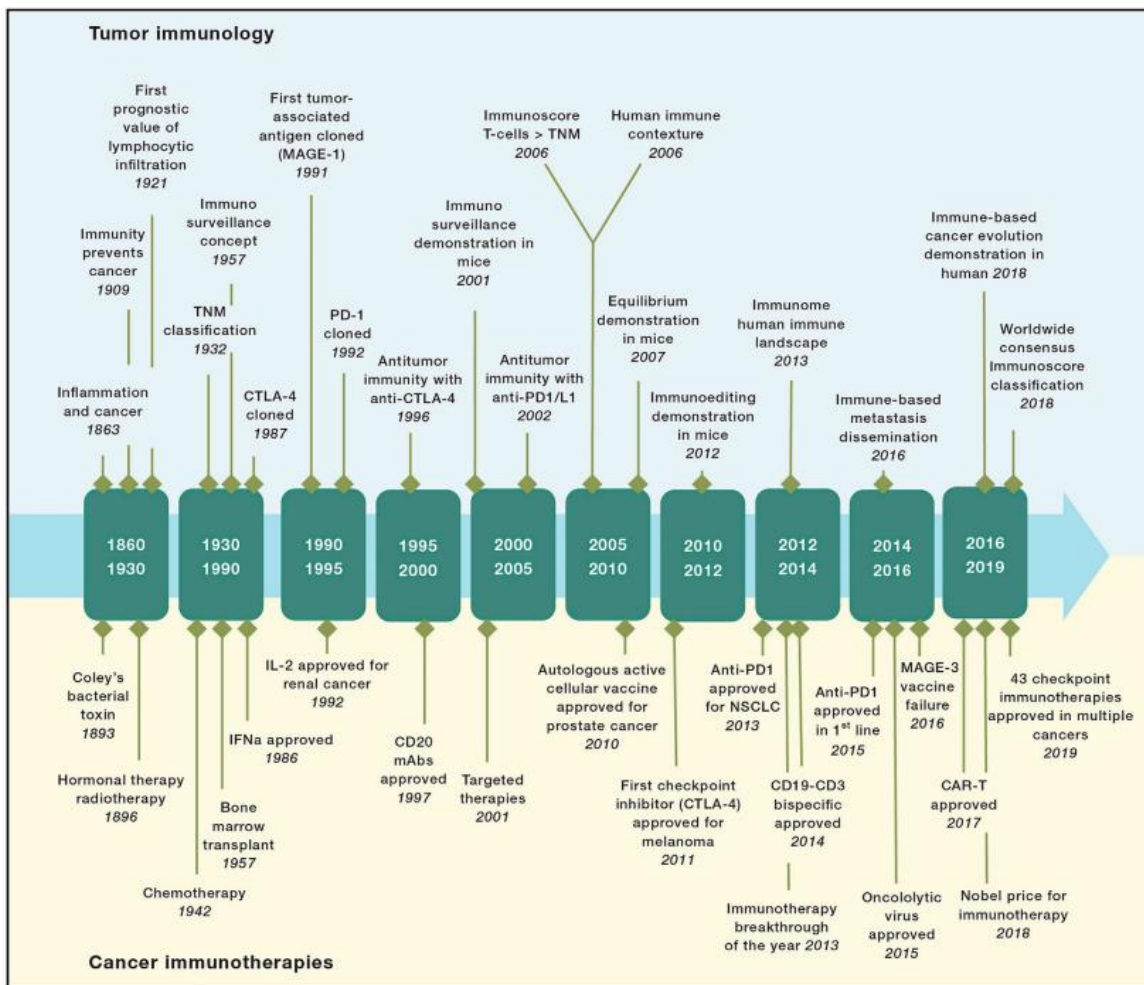 Tumor immunology
First
prognostic
value of
lymphocytic
infiltration
1921
First tumor-
associated
antigen cloned
(MAGE-1)
1991
Immunoscore
T-cells > TNM
2006
Human immune
contexture
2006
Immunity
prevents
cancer
1909
Immuno
surveillance
concept
1957
Immuno
surveillance
demonstration in
mice
2001
Immune-based
cancer evolution
demonstration in
human 2018
TNM
classification
1932
PD-1
cloned
1992
Equilibrium
demonstration
in mice
2007
Immunome
human immune
landscape
2013
Worldwide
consensus
Immunoscore
classification
2018
Inflammation
and cancer
1863
CTLA-4
cloned
1987
Antitumor
immunity with
anti-CTLA-4
1996
Antitumor
immunity with
anti-PD1/L1
2002
Immunoediting
demonstration
in mice
2012
Immune-based
metastasis
dissemination
2016
1860
1930
1930
1990
1990
1995
1995
2000
2000
2005
2005
2010
2010
2012
2012
2014
2014
2016
2016
2019
Coley's
bacterial
toxin
1893
Hormonal therapy
radiotherapy
1896
Chemotherapy
1942
Bone
marrow
transplant
1957
IFNa approved
1986
IL-2 approved for
renal cancer
1992
CD20
mAbs
approved
1997
Targeted
therapies
2001
Autologous active
cellular vaccine
approved for
prostate cancer
2010
First checkpoint
inhibitor (CTLA-4)
approved for
melanoma
2011
Anti-PD1
approved
for NSCLC
2013
CD19-CD3
bispecific
approved
2014
Immunotherapy
breakthrough
of the year 2013
Anti-PD1
approved
in 1st line
2015
Oncololytic
virus
approved
2015
MAGE-3
vaccine
failure
2016
CAR-T
approved
2017
Nobel price for
immunotherapy
2018
43 checkpoint
immunotherapies
approved in multiple
cancers
2019
Cancer immunotherapies